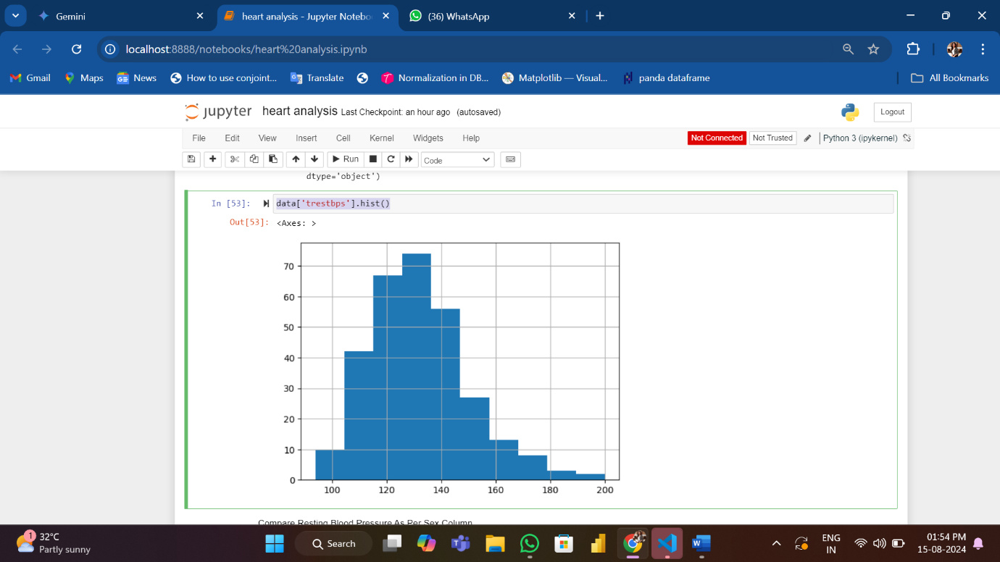 Gemini
heart analysis - Jupyter Notebo
(36) WhatsApp
localhost:8888/notebooks/heart%20analysis.ipynb
Gmail
Maps
News
How to use conjoint...
Translate
Normalization in DB...
Matplotlib — Visual...
panda dataframe
All Bookmarks
jupyter heart analysis Last Checkpoint: an hour ago (autosaved)
Logout
File Edit View Insert Cell Kernel Widgets Help
Not Connected Not Trusted Python 3 (ipykernel)
Run Code
dtype='object')
In [53]: data['trestbps'].hist()
Out[53]: <Axes: >
70
60
50
40
30
20
10
0
100 120 140 160 180 200
Compare Resting Blood Pressure As Per Sex Column
1
32°C
Partly sunny
Search
ENG
IN
01:54 PM
15-08-2024